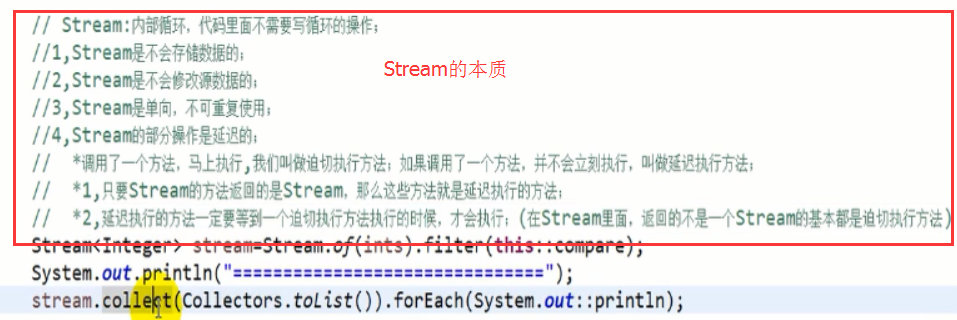 // Stream:内部循环，代码里面不需要写循环的操作；
//1,Stream是不会存储数据的；
Stream的本质
//2,Stream是不会修改源数据的；
//3,Stream是单向，不可重复使用；
//4,Stream的部分操作是延迟的；
// *调用了一个方法，马上执行,我们叫做迫切执行方法；如果调用了一个方法，并不会立刻执行，叫做延迟执行方法；
// *1,只要Stream的方法返回的是Stream，那么这些方法就是延迟执行的方法；
// *2,延迟执行的方法一定要等到一个迫切执行方法执行的时候，才会执行；(在Stream里面，返回的不是一个Stream的基本都是迫切执行方法)
Stream<Integer> stream=Stream.of(ints).filter(this::compare);
System.out.println("================================");
stream.collect(Collectors.toList()).forEach(System.out::println);